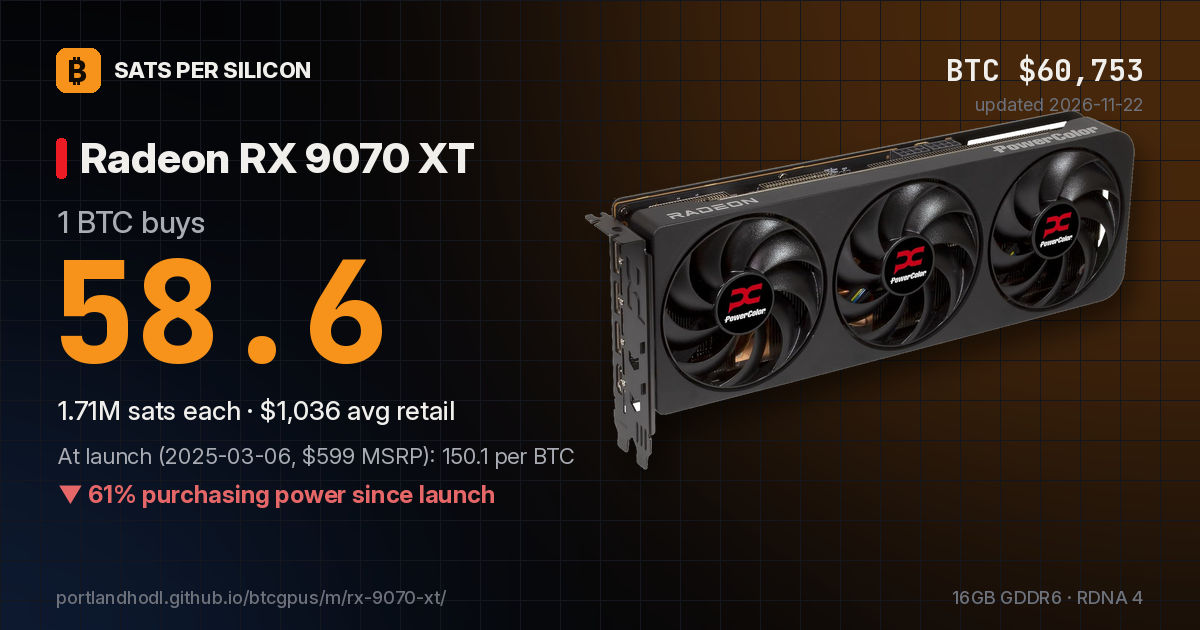 SATS PER SILICON
BTC $60,753
updated 2026-11-22
Radeon RX 9070 XT
1 BTC buys
58.6
1.71M sats each · $1,036 avg retail
At launch (2025-03-06, $599 MSRP): 150.1 per BTC
▼ 61% purchasing power since launch
RADEON
PowerColor
PowerColor
PowerColor
PowerColor
portlandhodl.github.io/btcgpus/m/rx-9070-xt/
16GB GDDR6 · RDNA 4